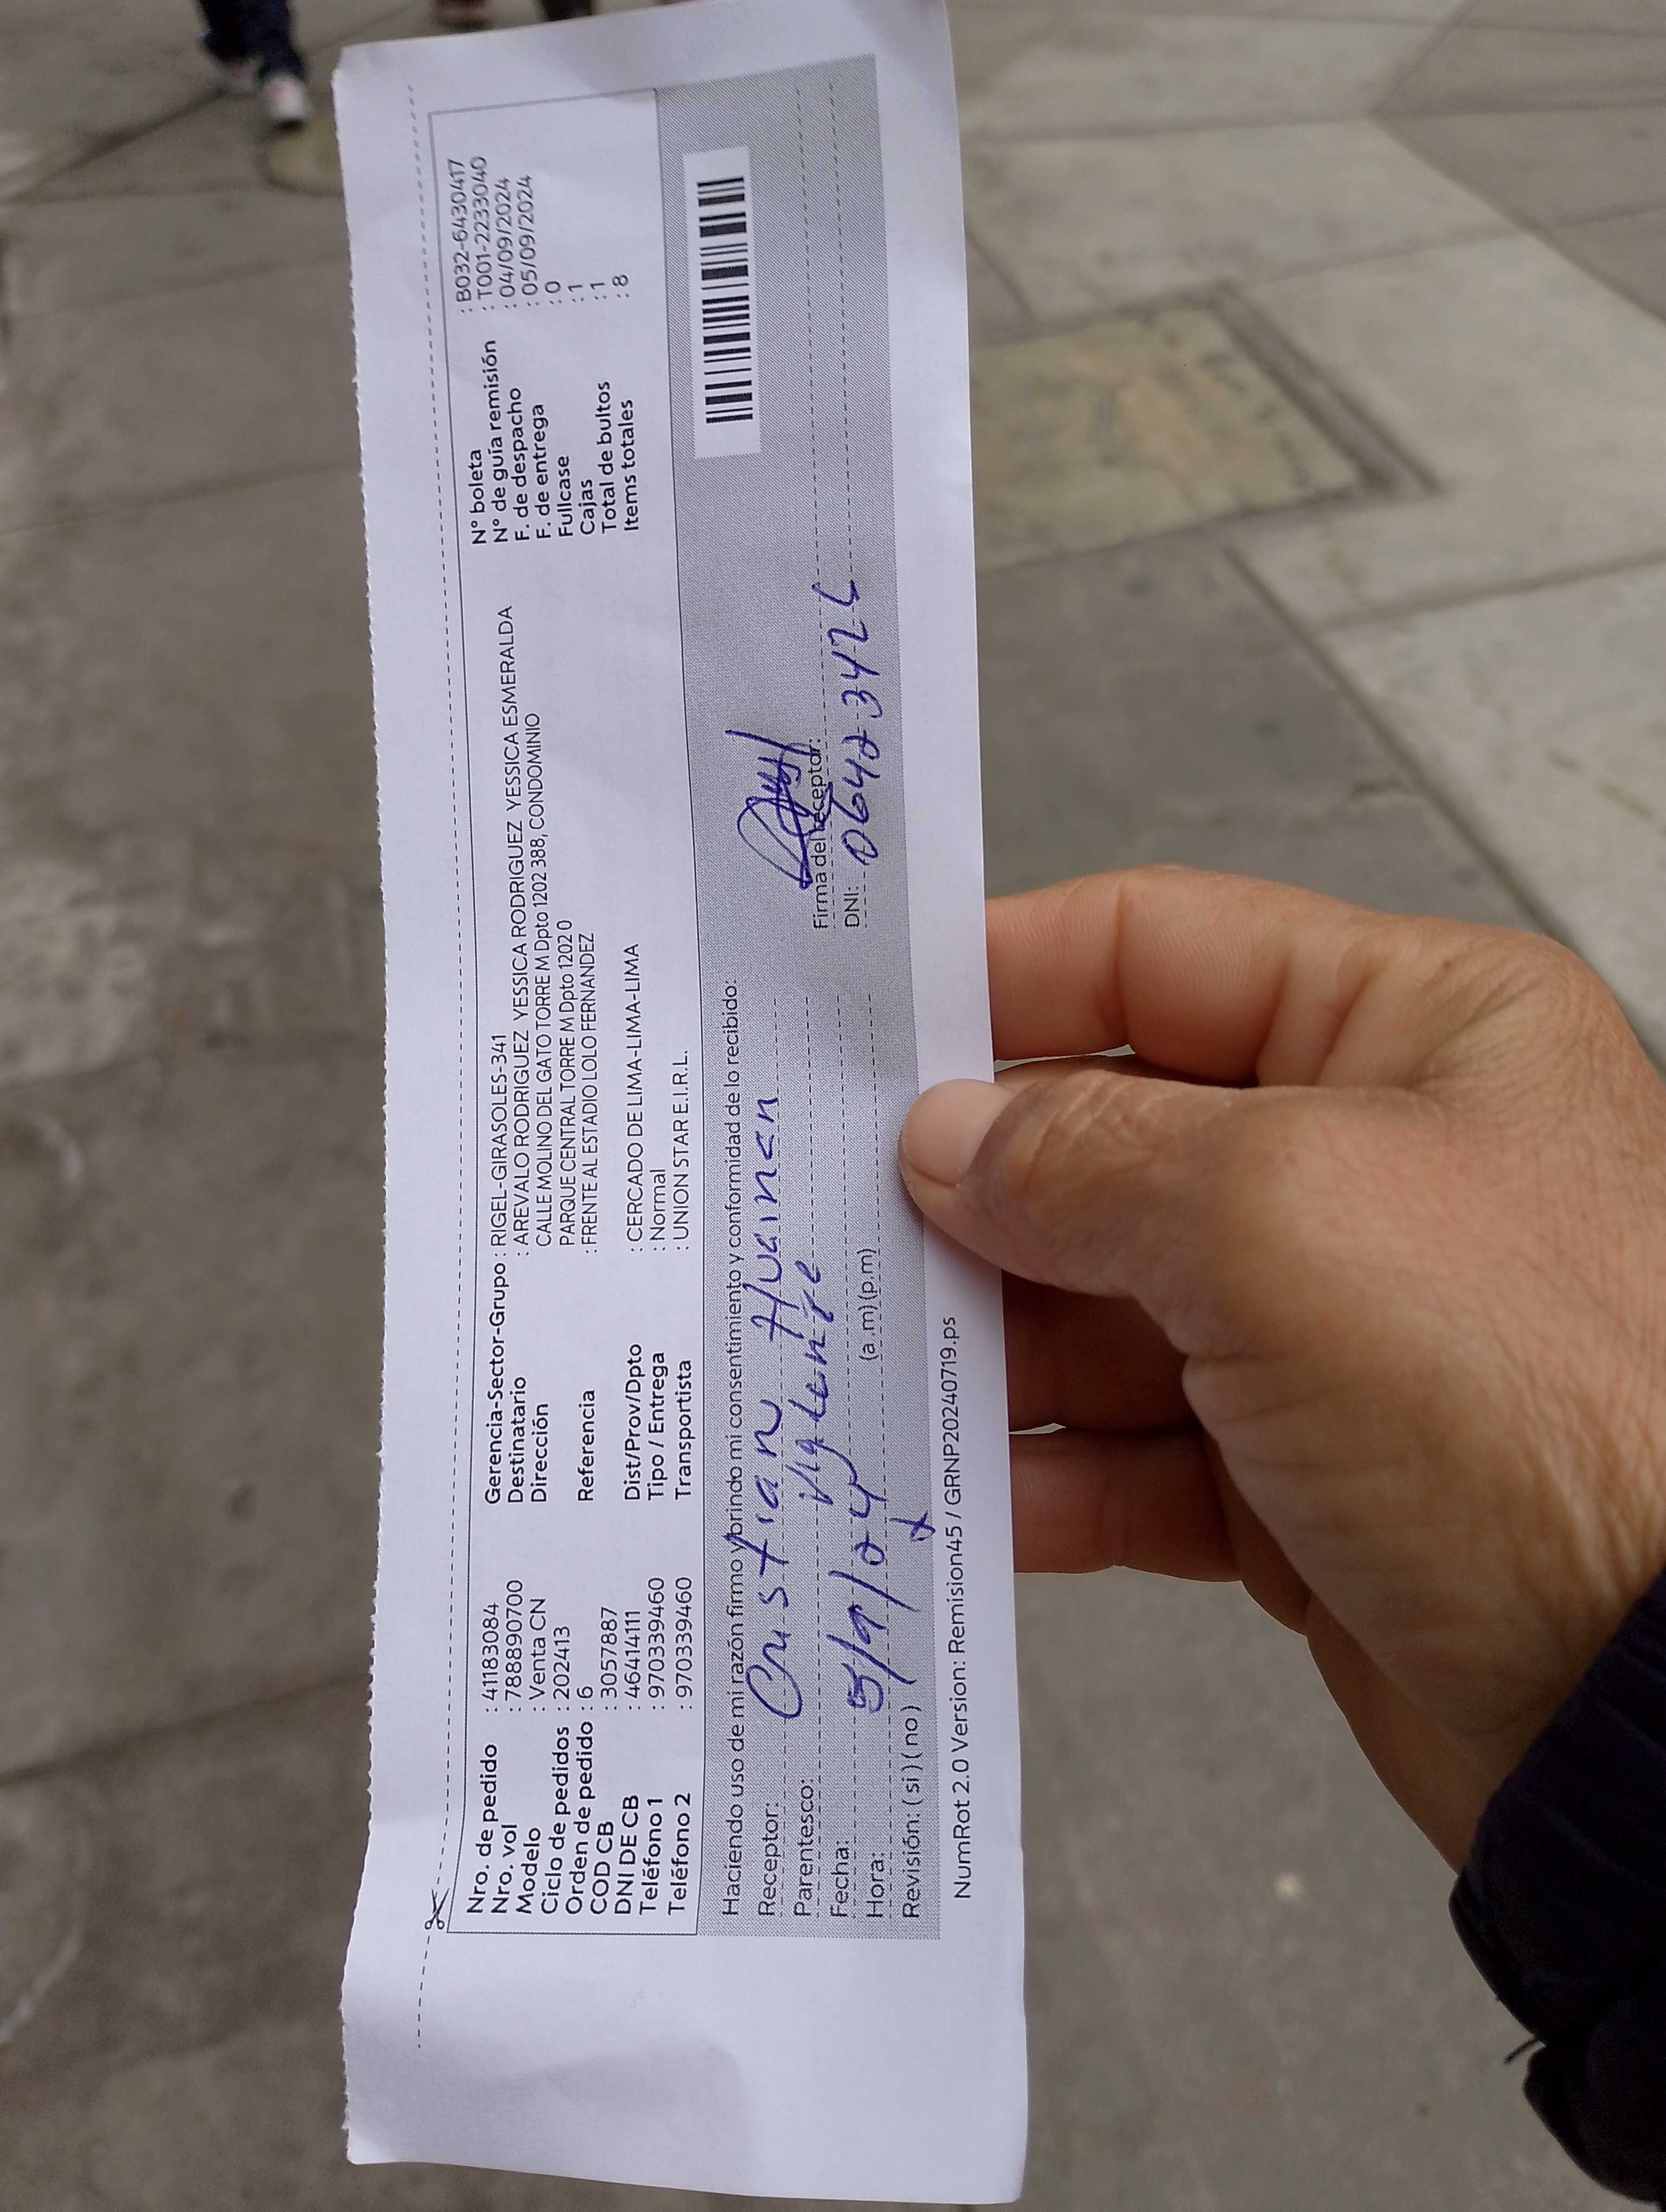 Nro. de pedido : 41183084
Nro. vol : 788890700
Modelo : Venta CN
Ciclo de pedidos : 202413
Orden de pedido : 6
COD CB : 3057887
DNI DE CB : 46414111
Teléfono 1 : 970339460
Teléfono 2 : 970339460
Gerencia-Sector-Grupo : RIGEL-GIRASOLES-341
Destinatario : AREVALO RODRIGUEZ YESSICA RODRIGUEZ YESSICA ESMERALDA
Dirección CALLE MOLINO DEL GATO TORRE M Dpto 1202 388, CONDOMINIO
PARQUE CENTRAL TORRE M Dpto 1202 0
Referencia : FRENTE AL ESTADIO LOLO FERNANDEZ
Dist/Prov/Dpto : CERCADO DE LIMA-LIMA-LIMA
Tipo / Entrega : Normal
Transportista : UNION STAR E.I.R.L.
N° boleta : B032-6430417
N° de guía remisión : T001-2233040
F. de despacho : 04/09/2024
F. de entrega : 05/09/2024
Fullcase : 0
Cajas : 1
Total de bultos : 1
Items totales : 8
Haciendo uso de mi razón firmo y brindo mi consentimiento y conformidad de lo recibido:
Receptor: Cristian Huaman
Parentesco: Vigilante
Fecha: 5/9/24
Hora: (a.m) (p.m)
Revisión: ( si ) ( no )
Firma del receptor:
DNI:
NumRot 2.0 Version: Remision45 / GRNP20240719.ps